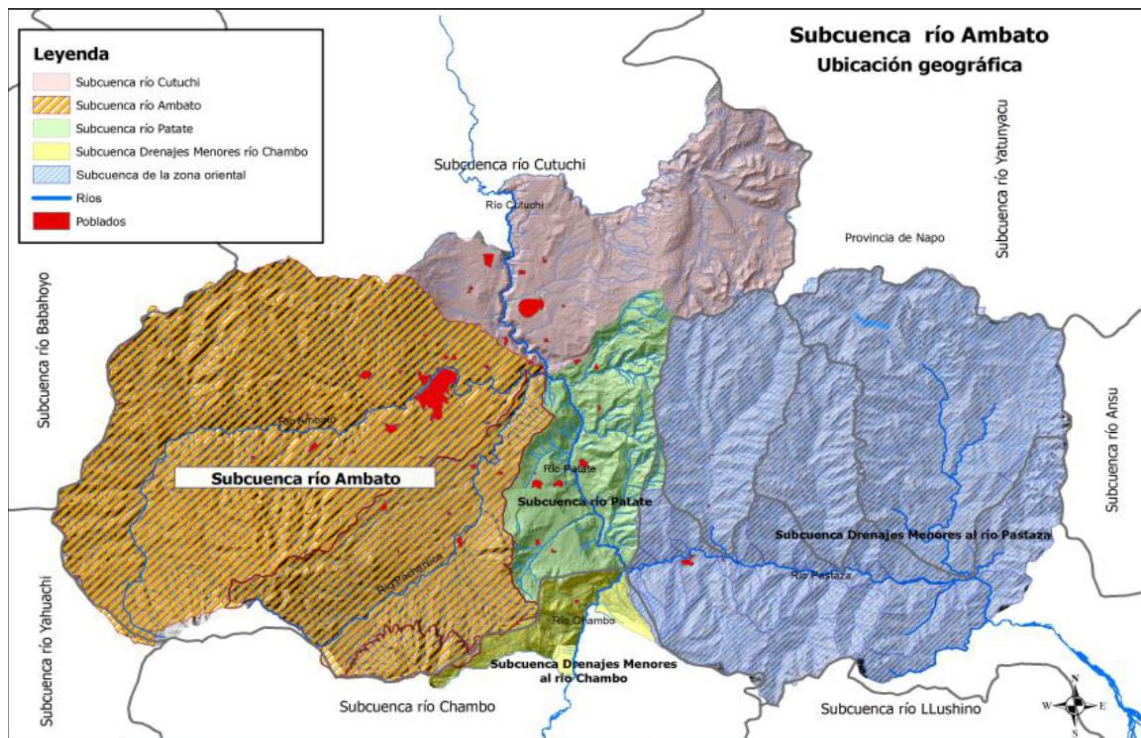 Subcuenca río Ambato
Ubicación geográfica
Leyenda
Subcuenca río Cutuchi
Subcuenca río Ambato
Subcuenca río Patate
Subcuenca Drenajes Menores río Chambo
Subcuenca de la zona oriental
Ríos
Poblados
Subcuenca río Cutuchi
Río Cutuchi
Subcuenca río Yatunyacu
Provincia de Napo
Subcuenca río Babahoyo
Subcuenca río Ansu
Río Ambato
Subcuenca río Ambato
Río Patate
Subcuenca río Patate
Subcuenca Drenajes Menores al río Pastaza
Río Pachanlica
Río Pastaza
Subcuenca río Yahuachi
Río Chambo
Subcuenca Drenajes Menores
al río Chambo
Subcuenca río Chambo
Subcuenca río LLushino
N
W
E
S